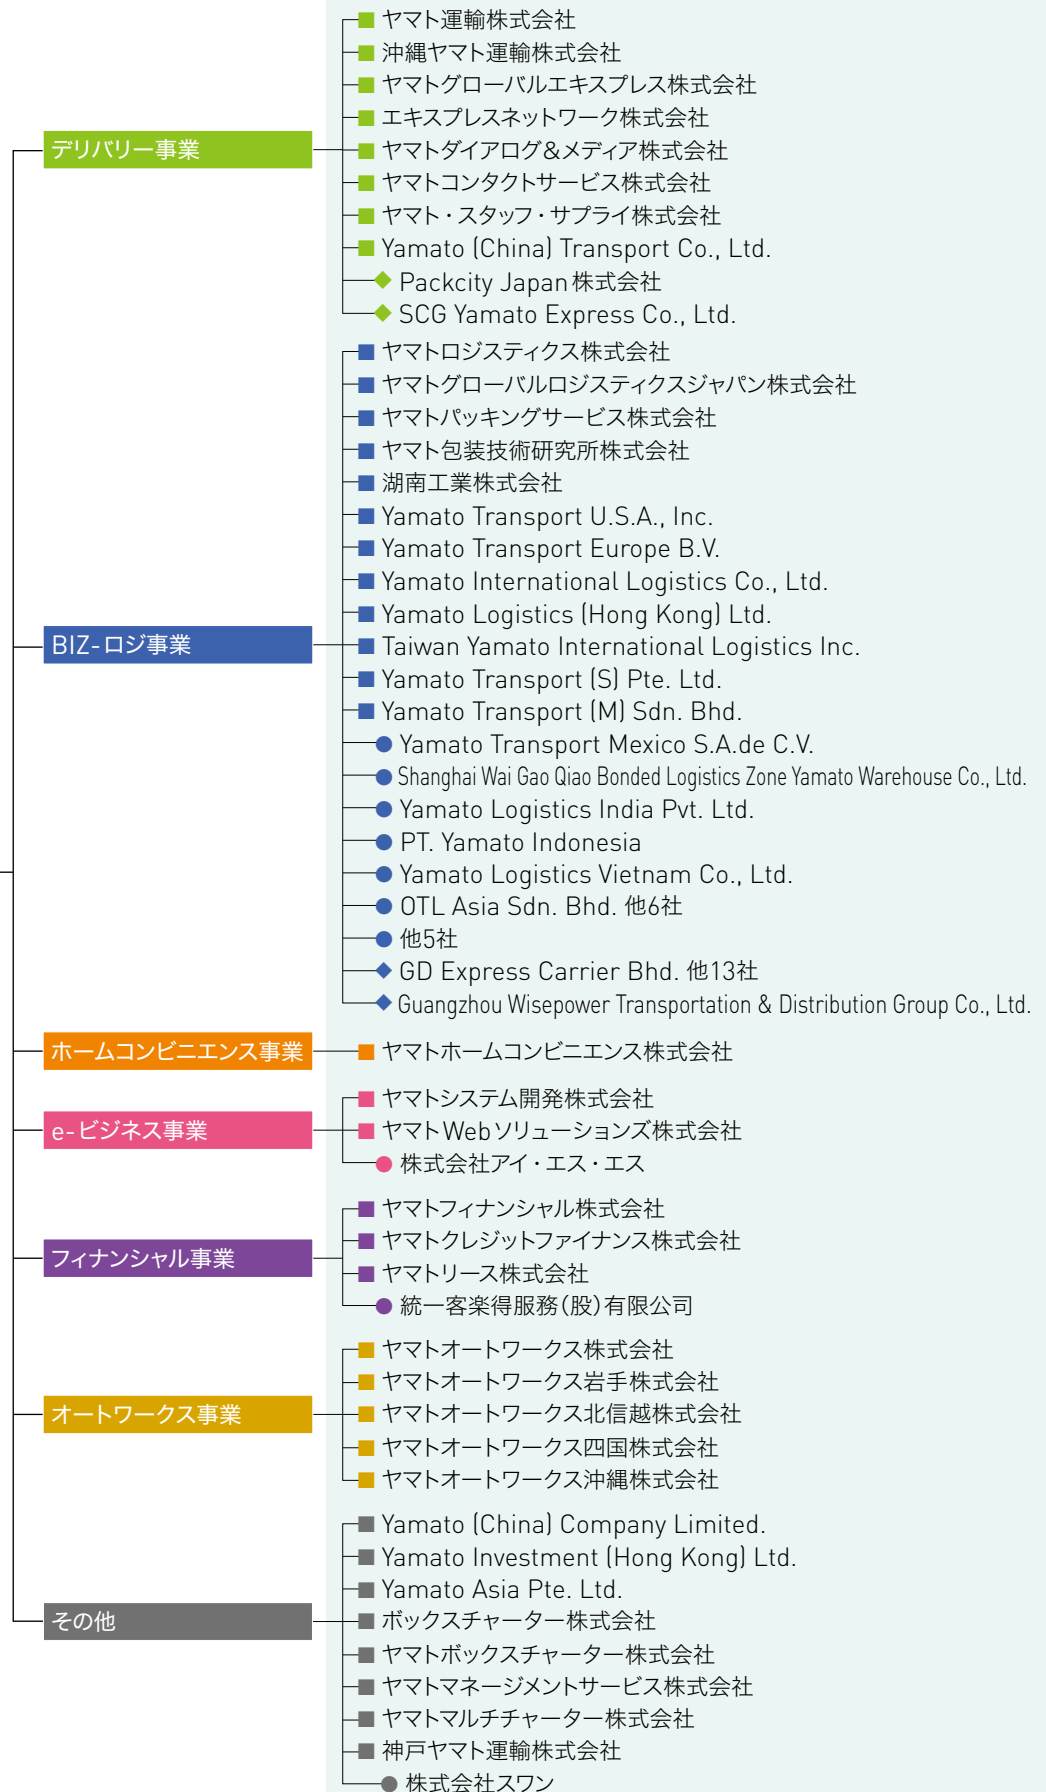 デリバリー事業
ヤマト運輸株式会社
沖縄ヤマト運輸株式会社
ヤマトグローバルエキスプレス株式会社
エキスプレスネットワーク株式会社
ヤマトダイアログ&メディア株式会社
ヤマトコンタクトサービス株式会社
ヤマト・スタッフ・サプライ株式会社
Yamato (China) Transport Co., Ltd.
Packcity Japan株式会社
SCG Yamato Express Co., Ltd.
BIZ-ロジ事業
ヤマトロジスティクス株式会社
ヤマトグローバルロジスティクスジャパン株式会社
ヤマトパッキングサービス株式会社
ヤマト包装技術研究所株式会社
湖南工業株式会社
Yamato Transport U.S.A., Inc.
Yamato Transport Europe B.V.
Yamato International Logistics Co., Ltd.
Yamato Logistics (Hong Kong) Ltd.
Taiwan Yamato International Logistics Inc.
Yamato Transport (S) Pte. Ltd.
Yamato Transport (M) Sdn. Bhd.
Yamato Transport Mexico S.A.de C.V.
Shanghai Wai Gao Qiao Bonded Logistics Zone Yamato Warehouse Co., Ltd.
Yamato Logistics India Pvt. Ltd.
PT. Yamato Indonesia
Yamato Logistics Vietnam Co., Ltd.
OTL Asia Sdn. Bhd. 他6社
他5社
GD Express Carrier Bhd. 他13社
Guangzhou Wisepower Transportation & Distribution Group Co., Ltd.
ホームコンビニエンス事業
ヤマトホームコンビニエンス株式会社
e-ビジネス事業
ヤマトシステム開発株式会社
ヤマトWebソリューションズ株式会社
株式会社アイ・エス・エス
フィナンシャル事業
ヤマトフィナンシャル株式会社
ヤマトクレジットファイナンス株式会社
ヤマトリース株式会社
統一客楽得服務(股)有限公司
オートワークス事業
ヤマトオートワークス株式会社
ヤマトオートワークス岩手株式会社
ヤマトオートワークス北信越株式会社
ヤマトオートワークス四国株式会社
ヤマトオートワークス沖縄株式会社
その他
Yamato (China) Company Limited.
Yamato Investment (Hong Kong) Ltd.
Yamato Asia Pte. Ltd.
ボックスチャーター株式会社
ヤマトボックスチャーター株式会社
ヤマトマネージメントサービス株式会社
ヤマトマルチチャーター株式会社
神戸ヤマト運輸株式会社
株式会社スワン